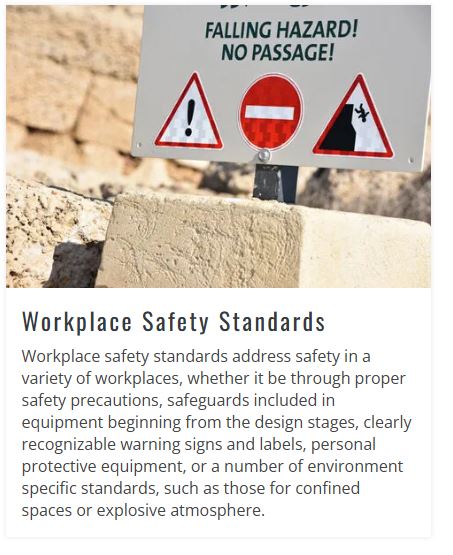 FALLING HAZARD!
NO PASSAGE!
Workplace Safety Standards
Workplace safety standards address safety in a
variety of workplaces, whether it be through proper
safety precautions, safeguards included in
equipment beginning from the design stages, clearly
recognizable warning signs and labels, personal
protective equipment, or a number of environment
specific standards, such as those for confined
spaces or explosive atmosphere.